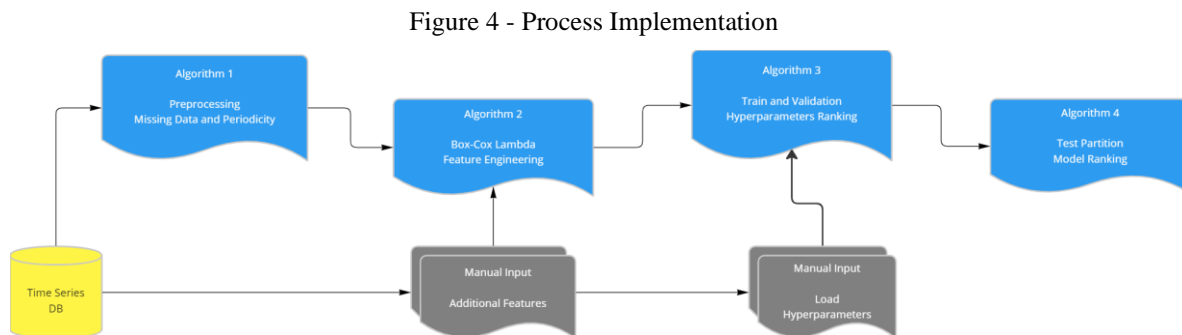 Figure 4 - Process Implementation
Algorithm 1
Preprocessing
Missing Data and Periodicity
Algorithm 2
Box-Cox Lambda
Feature Engineering
Algorithm 3
Train and Validation
Hyperparameters Ranking
Algorithm 4
Test Partition
Model Ranking
Time Series
DB
Manual Input
Additional Features
Manual Input
Load
Hyperparameters